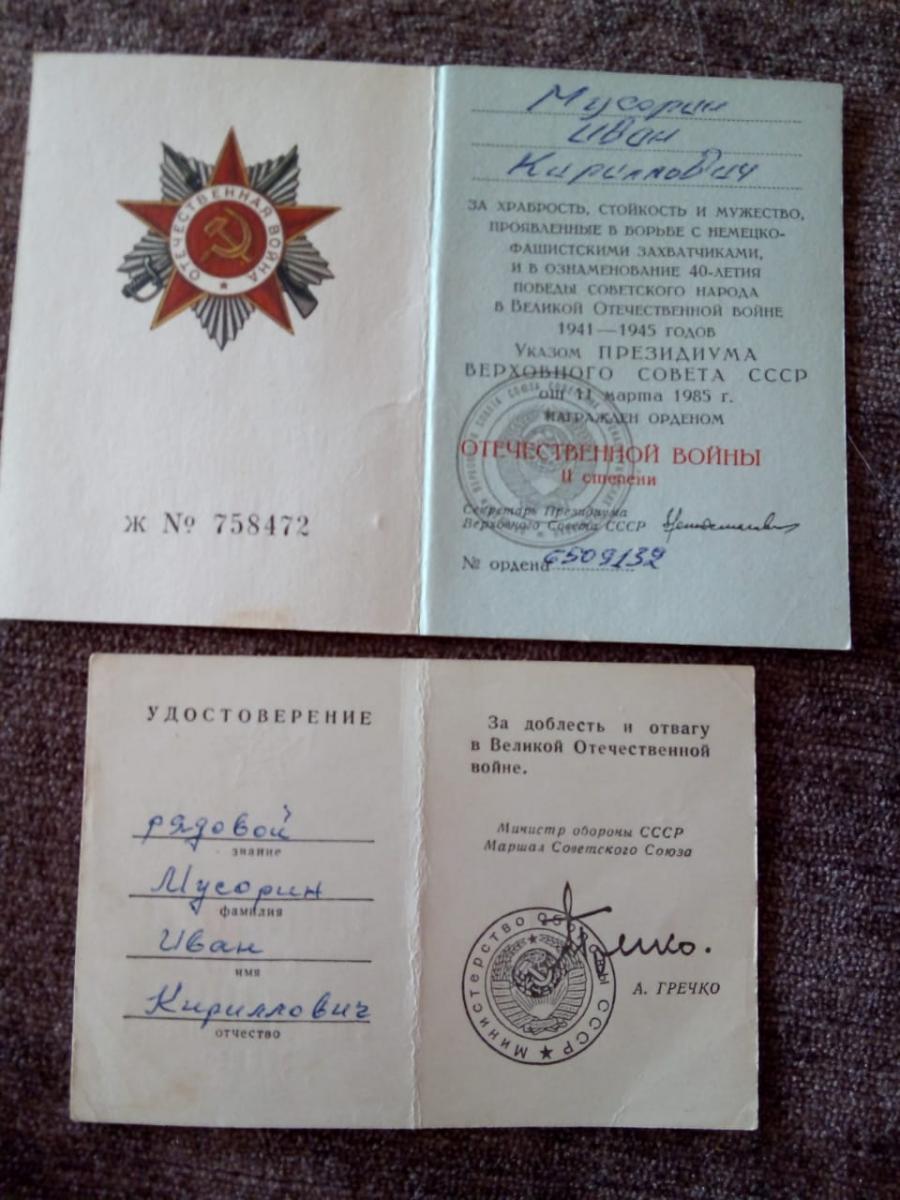 ОТЕЧЕСТВЕННАЯ ВОЙНА
Ж № 758472
Мусорин
Иван
Кириллович
ЗА ХРАБРОСТЬ, СТОЙКОСТЬ И МУЖЕСТВО,
ПРОЯВЛЕННЫЕ В БОРЬБЕ С НЕМЕЦКО-
ФАШИСТСКИМИ ЗАХВАТЧИКАМИ,
И В ОЗНАМЕНОВАНИЕ 40-ЛЕТИЯ
ПОБЕДЫ СОВЕТСКОГО НАРОДА
В ВЕЛИКОЙ ОТЕЧЕСТВЕННОЙ ВОЙНЕ
1941—1945 ГОДОВ
УКАЗОМ ПРЕЗИДИУМА
ВЕРХОВНОГО СОВЕТА СССР
от 11 марта 1985 г.
НАГРАЖДЕН ОРДЕНОМ
ОТЕЧЕСТВЕННОЙ ВОЙНЫ
II степени
Секретарь Президиума
Верховного Совета СССР
№ ордена 6509132
УДОСТОВЕРЕНИЕ
рядовой
звание
Мусорин
фамилия
Иван
имя
Кириллович
отчество
За доблесть и отвагу
в Великой Отечественной
войне.
Министр обороны СССР
Маршал Советского Союза
Гречко.
Министерство Обороны СССР
А. ГРЕЧКО